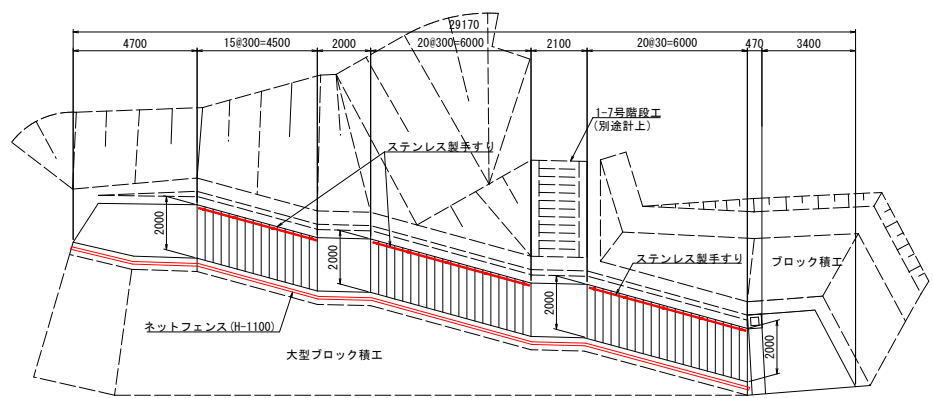 29170
4700
15@300=4500
2000
20@300=6000
2100
20@30=6000
470
3400
1-7号階段工
(別途計上)
ステンレス製手すり
2000
2000
2000
ステンレス製手すり
ブロック積工
2000
ネットフェンス(H-1100)
大型ブロック積工